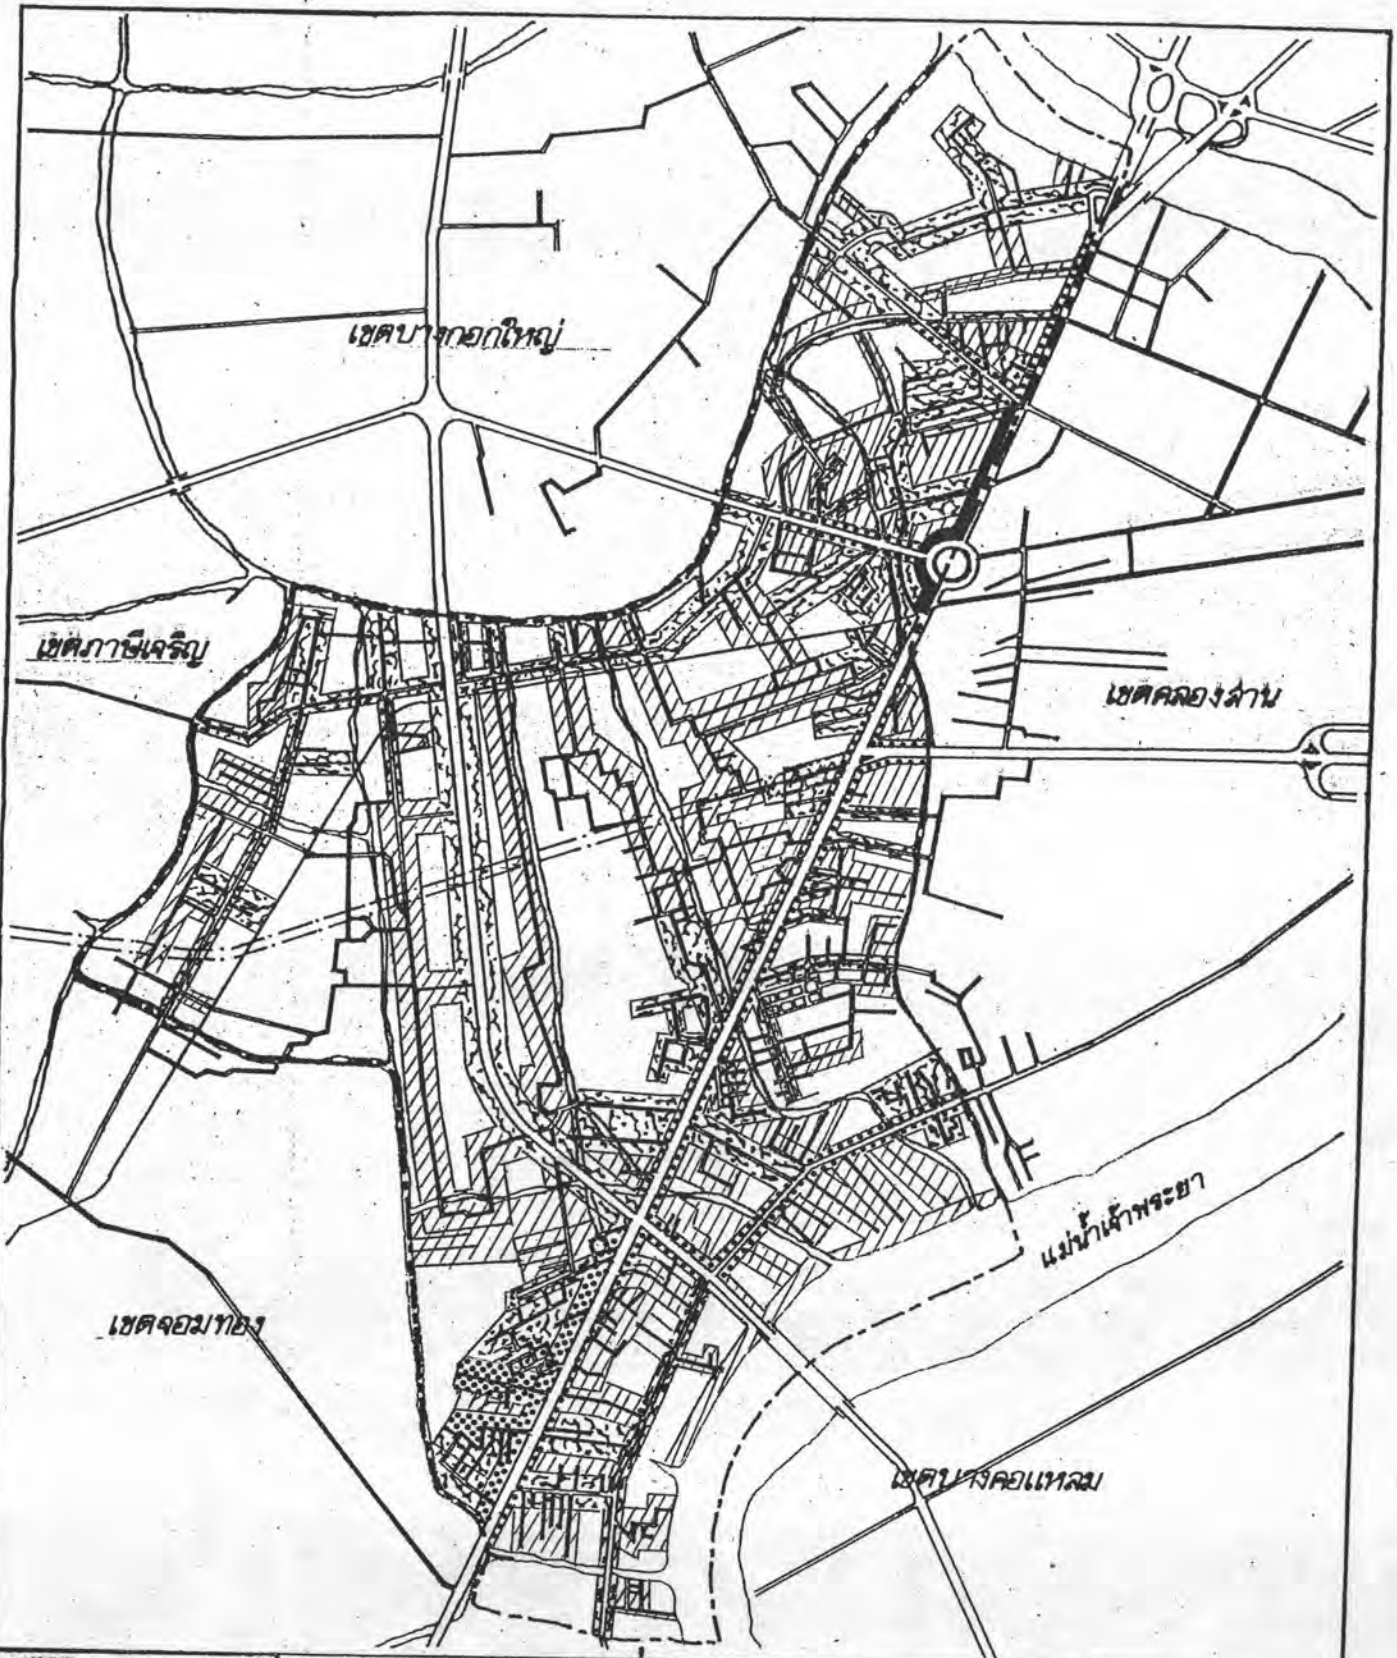 เขตบางกอกใหญ่
เขตภาษีเจริญ
เขตคลองสาน
แม่น้ำเจ้าพระยา
เขตจอมทอง
เขตบางคอแหลม